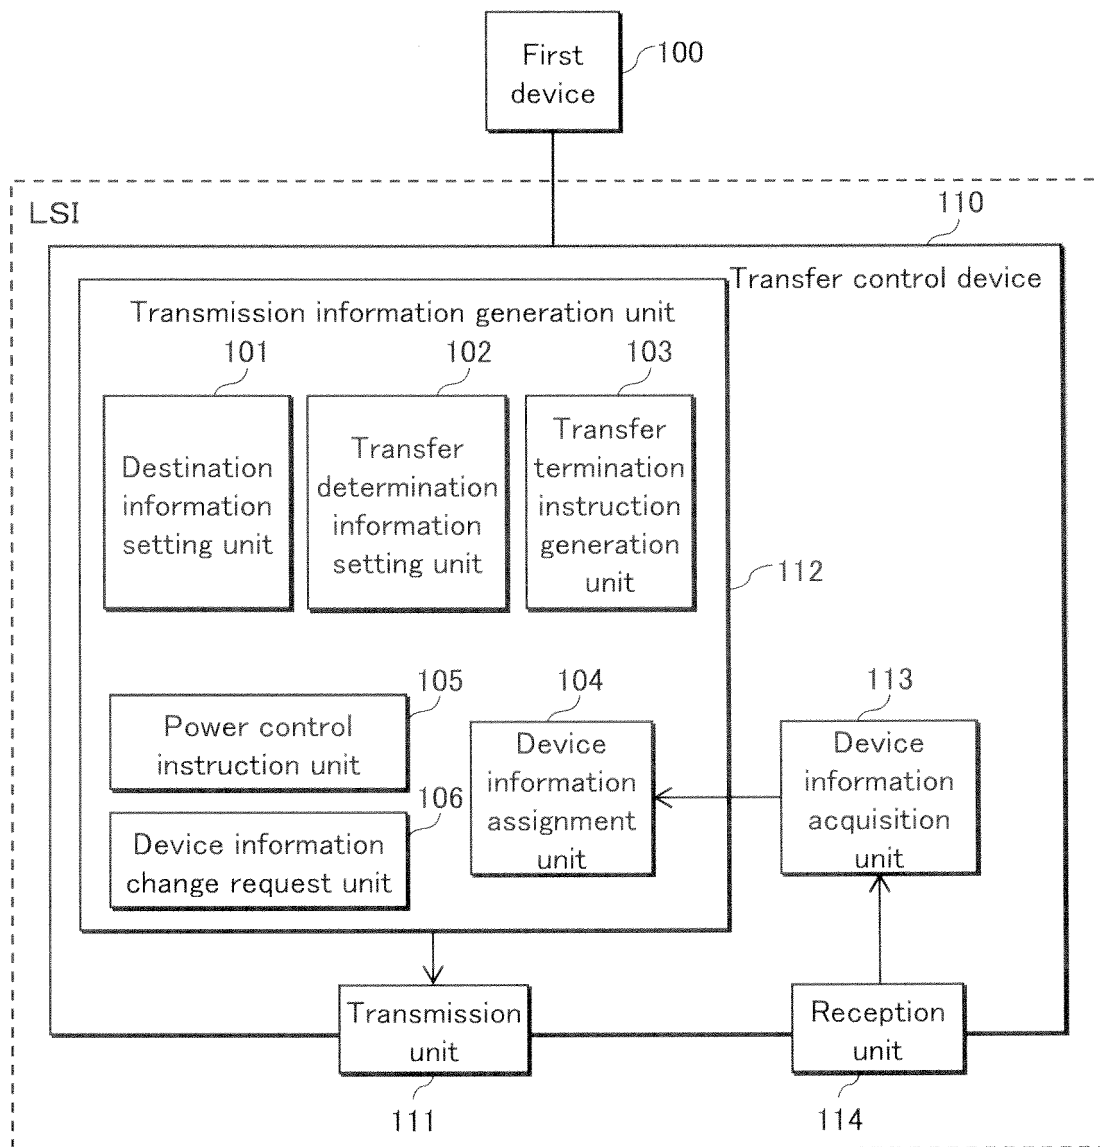 First
device
100
LSI
110
Transfer control device
Transmission information generation unit
101
102
103
Destination
information
setting unit
Transfer
determination
information
setting unit
Transfer
termination
instruction
generation
unit
112
105
104
113
Power control
instruction unit
Device
information
assignment
unit
Device
information
acquisition
unit
106
Device information
change request unit
Transmission
unit
Reception
unit
111
114